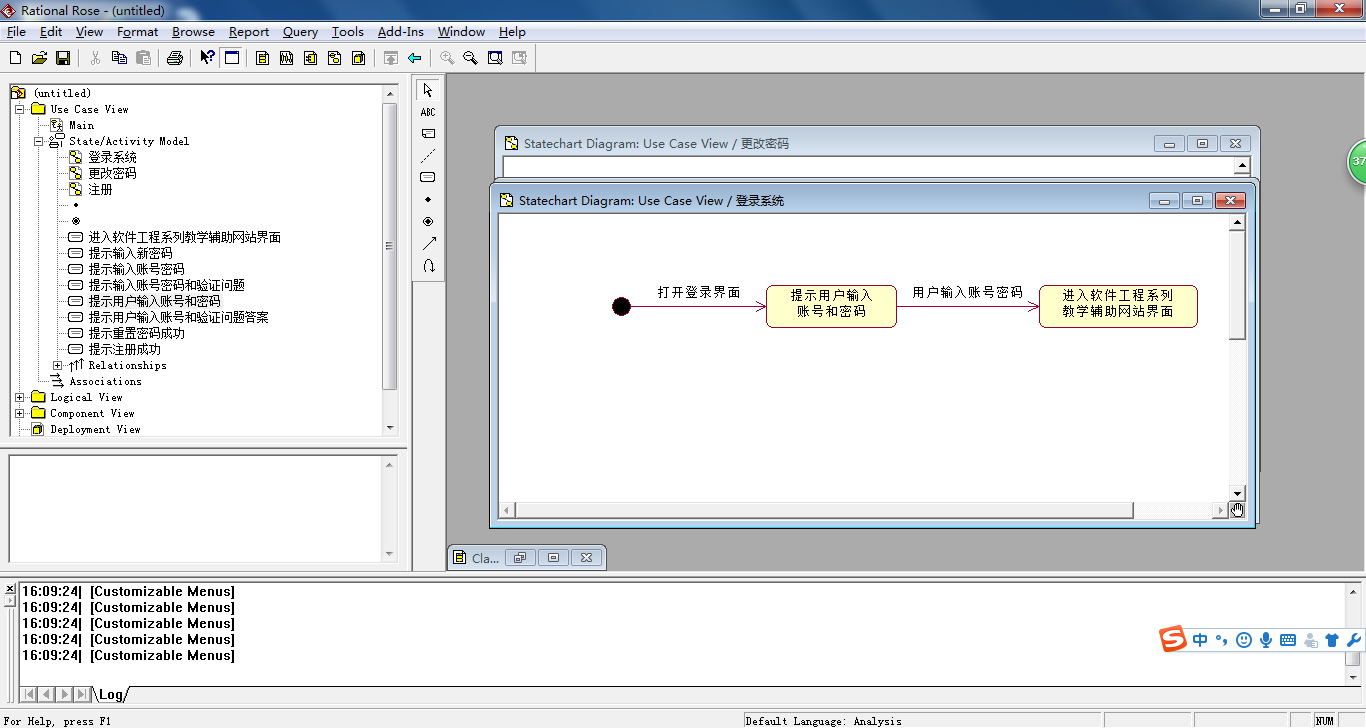 Rational Rose - (untitled)
File Edit View Format Browse Report Query Tools Add-Ins Window Help
(untitled)
Use Case View
Main
State/Activity Model
登录系统
更改密码
注册
进入软件工程系列教学辅助网站界面
提示输入新密码
提示输入账号密码
提示输入账号密码和验证问题
提示用户输入账号和密码
提示用户输入账号和验证问题答案
提示重置密码成功
提示注册成功
Relationships
Associations
Logical View
Component View
Deployment View
ABC
Statechart Diagram: Use Case View / 更改密码
Statechart Diagram: Use Case View / 登录系统
打开登录界面
提示用户输入
账号和密码
用户输入账号密码
进入软件工程系列
教学辅助网站界面
Cla...
37
16:09:24| [Customizable Menus]
16:09:24| [Customizable Menus]
16:09:24| [Customizable Menus]
16:09:24| [Customizable Menus]
16:09:24| [Customizable Menus]
中
Log
For Help, press F1
Default Language: Analysis
NUM